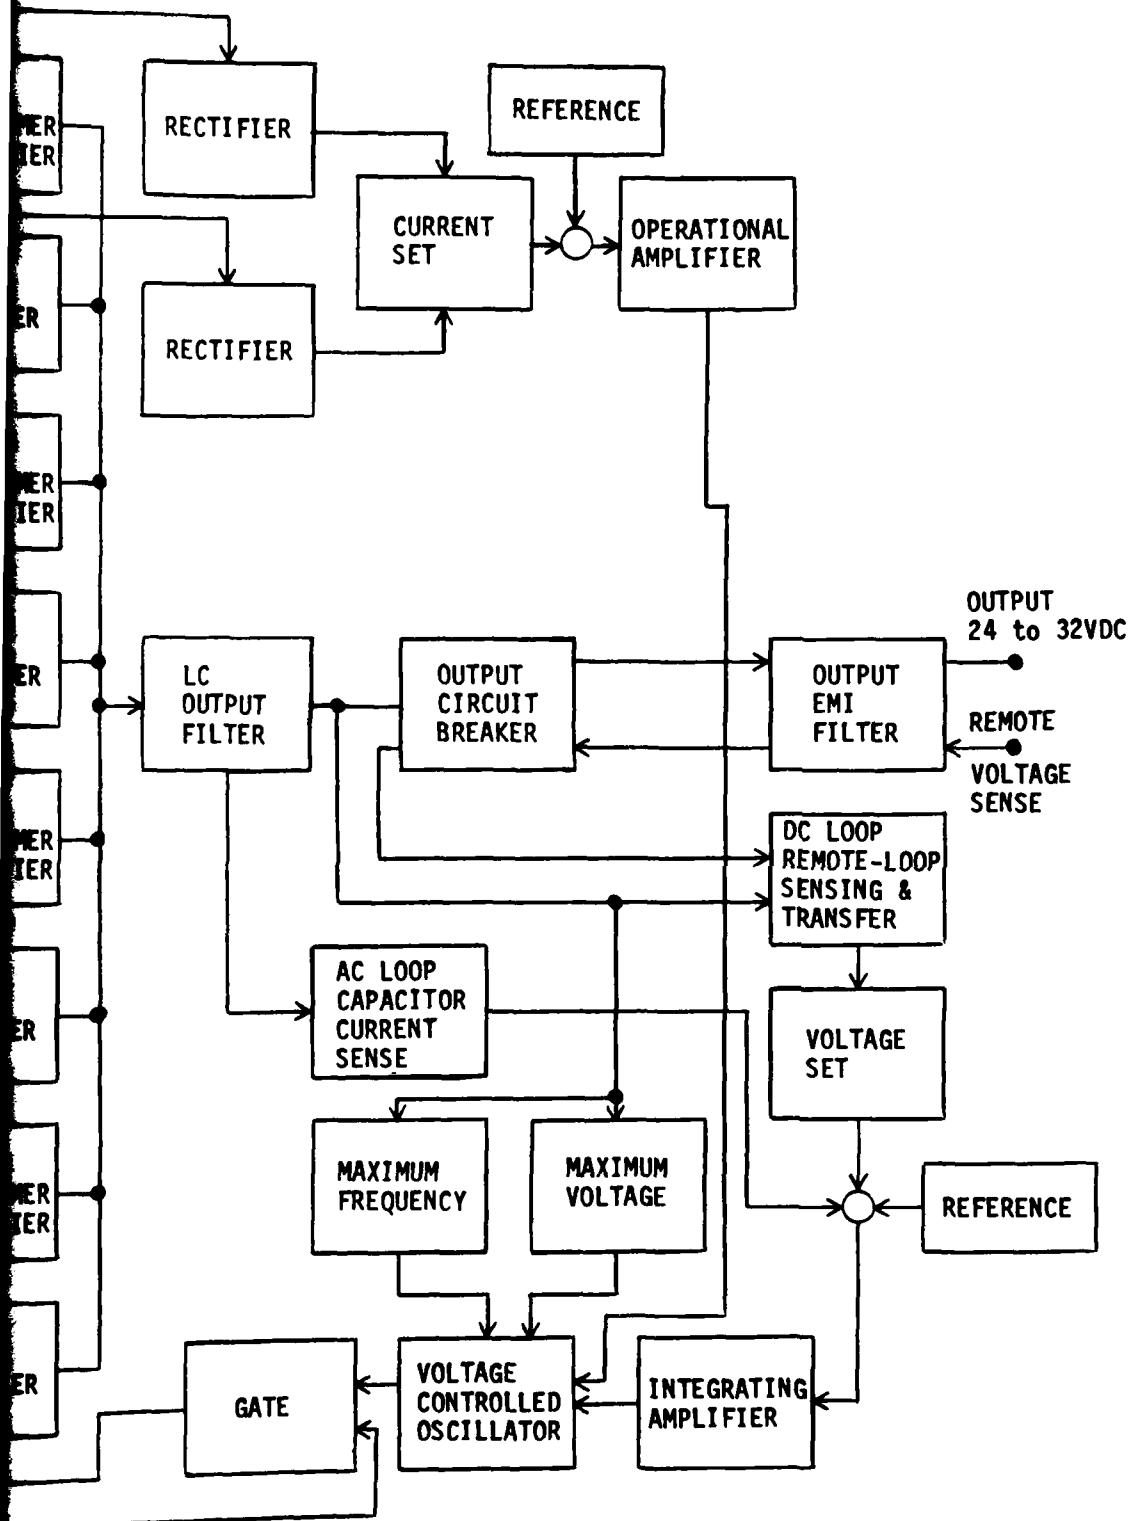 RECTIFIER
REFERENCE
CURRENT
SET
OPERATIONAL
AMPLIFIER
RECTIFIER
OUTPUT
24 to 32VDC
LC
OUTPUT
FILTER
OUTPUT
CIRCUIT
BREAKER
OUTPUT
EMI
FILTER
REMOTE
VOLTAGE
SENSE
DC LOOP
REMOTE-LOOP
SENSING &
TRANSFER
AC LOOP
CAPACITOR
CURRENT
SENSE
VOLTAGE
SET
MAXIMUM
FREQUENCY
MAXIMUM
VOLTAGE
REFERENCE
GATE
VOLTAGE
CONTROLLED
OSCILLATOR
INTEGRATING
AMPLIFIER